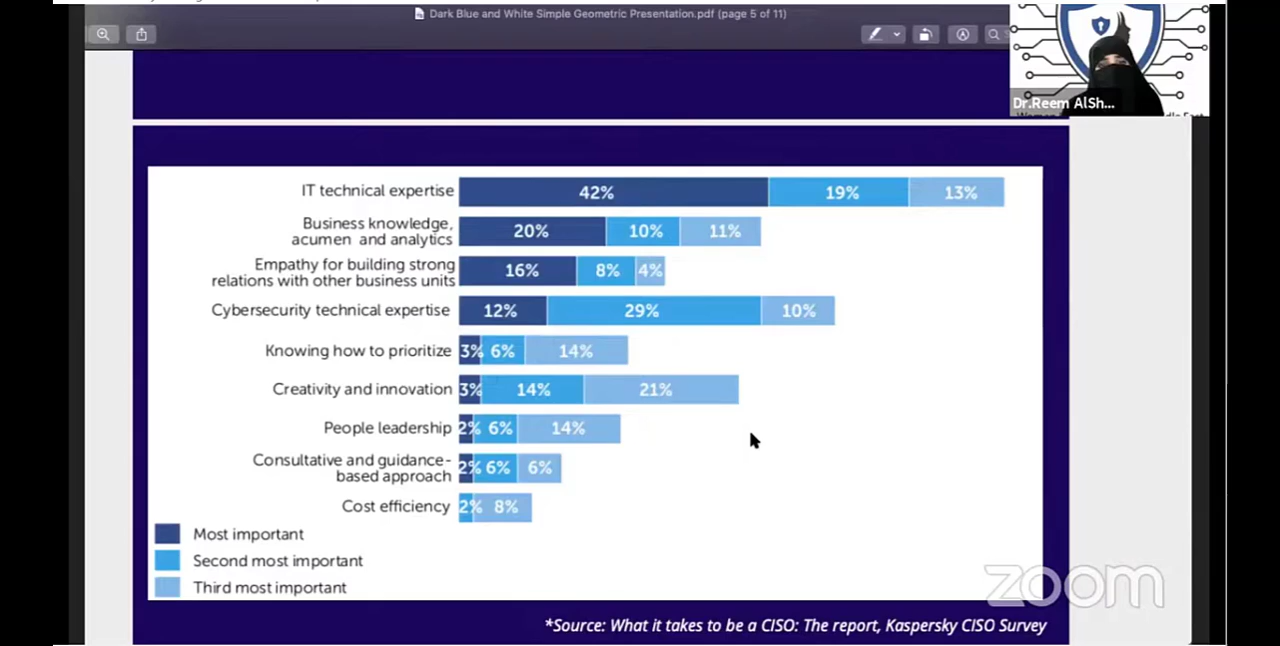 Dark Blue and White Simple Geometric Presentation.pdf (page 5 of 11)
Dr.Reem AlSh...
IT technical expertise 42% 19% 13%
Business knowledge,
acumen and analytics 20% 10% 11%
Empathy for building strong
relations with other business units 16% 8% 4%
Cybersecurity technical expertise 12% 29% 10%
Knowing how to prioritize 3% 6% 14%
Creativity and innovation 3% 14% 21%
People leadership 2% 6% 14%
Consultative and guidance-
based approach 2% 6% 6%
Cost efficiency 2% 8%
Most important
Second most important
Third most important
zoom
*Source: What it takes to be a CISO: The report, Kaspersky CISO Survey